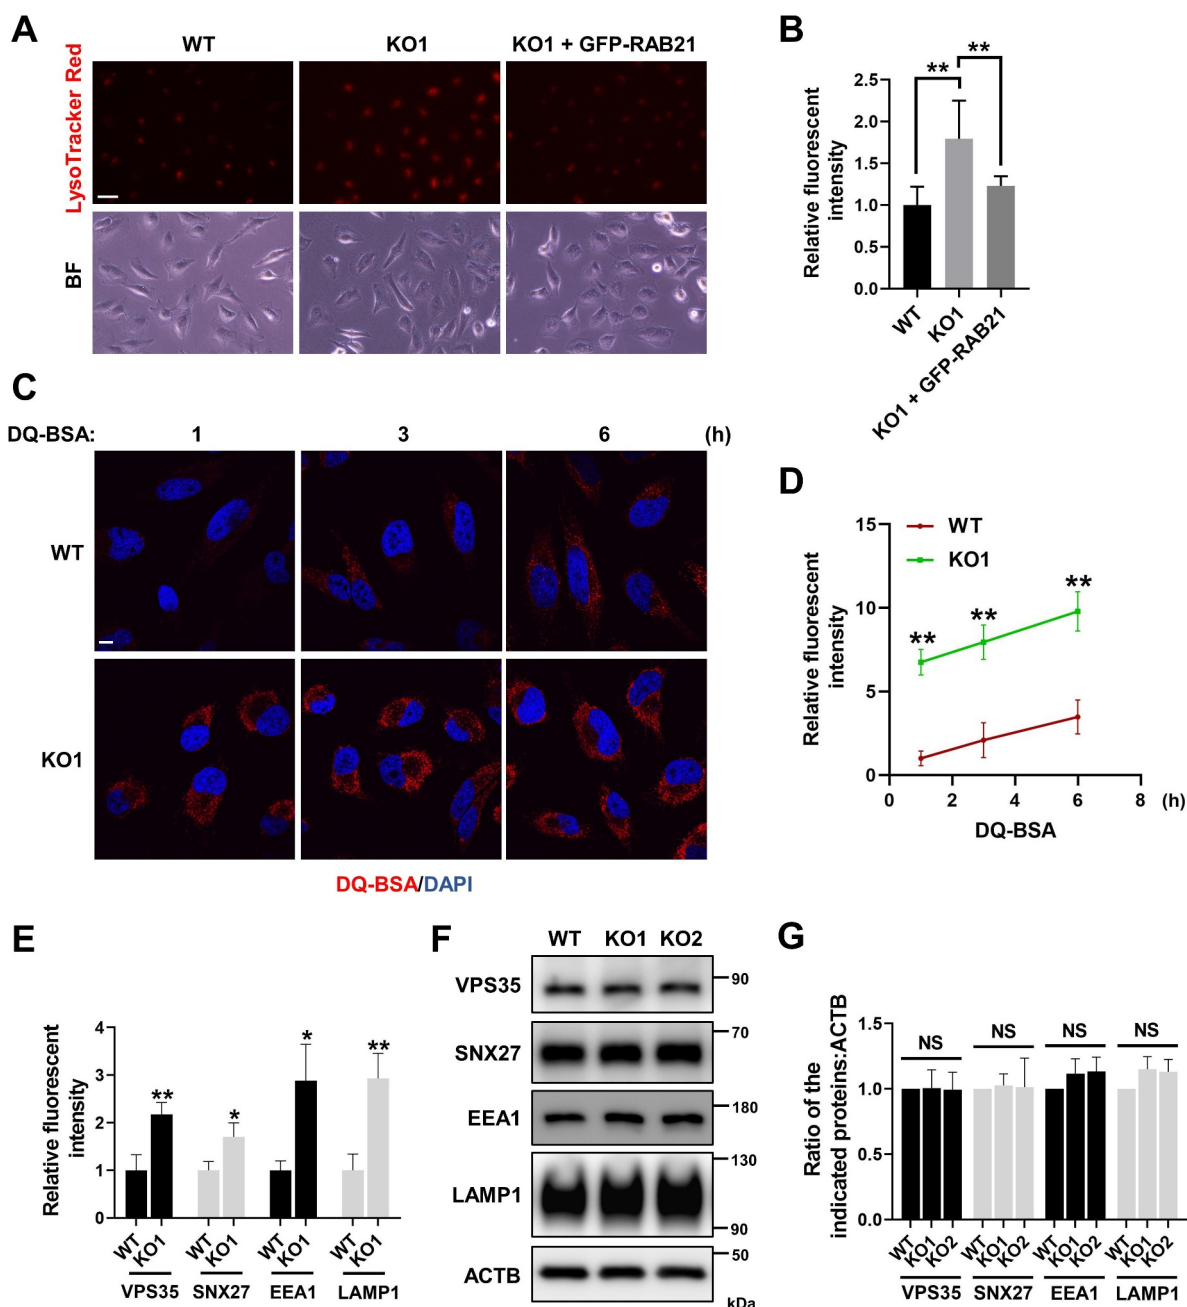 A
WT
KO1
KO1 + GFP-RAB21
LysoTracker Red
BF
B
Relative fluorescent
intensity
2.5
2.0
1.5
1.0
0.5
0.0
**
**
WT
KO1
KO1 + GFP-RAB21
C
DQ-BSA:
1
3
6
(h)
WT
KO1
DQ-BSA/DAPI
D
Relative fluorescent
intensity
15
10
5
0
WT
KO1
**
**
**
0
2
4
6
8
(h)
DQ-BSA
E
Relative fluorescent
intensity
4
3
2
1
0
**
*
*
**
WT
KO1
WT
KO1
WT
KO1
WT
KO1
VPS35
SNX27
EEA1
LAMP1
F
WT
KO1
KO2
VPS35
90
SNX27
70
EEA1
180
LAMP1
130
90
ACTB
50
kDa
G
Ratio of the
indicated proteins:ACTB
1.5
1.0
0.5
0.0
NS
NS
NS
NS
WT
KO1
KO2
WT
KO1
KO2
WT
KO1
KO2
WT
KO1
KO2
VPS35
SNX27
EEA1
LAMP1